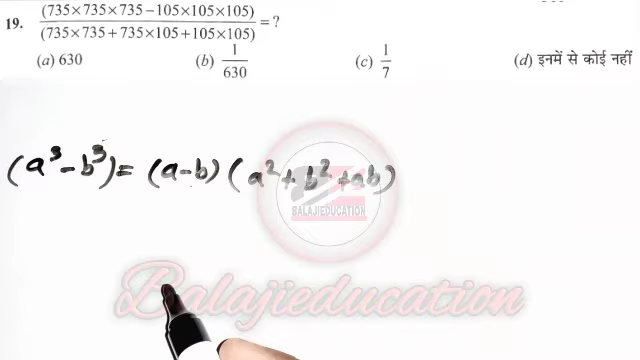 19. (735×735×735−105×105×105) / (735×735+735×105+105×105) = ?
(a) 630 (b) 1/630 (c) 1/7 (d) इनमें से कोई नहीं
(a³−b³) = (a−b) (a²+b²+ab)
BALAJIEDUCATION
Balajieducation